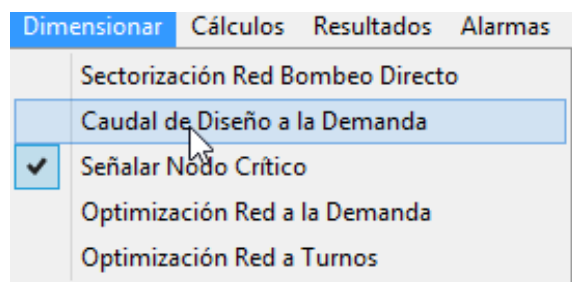 Dimensionar Cálculos Resultados Alarmas
Sectorización Red Bombeo Directo
Caudal de Diseño a la Demanda
Señalar Nodo Crítico
Optimización Red a la Demanda
Optimización Red a Turnos